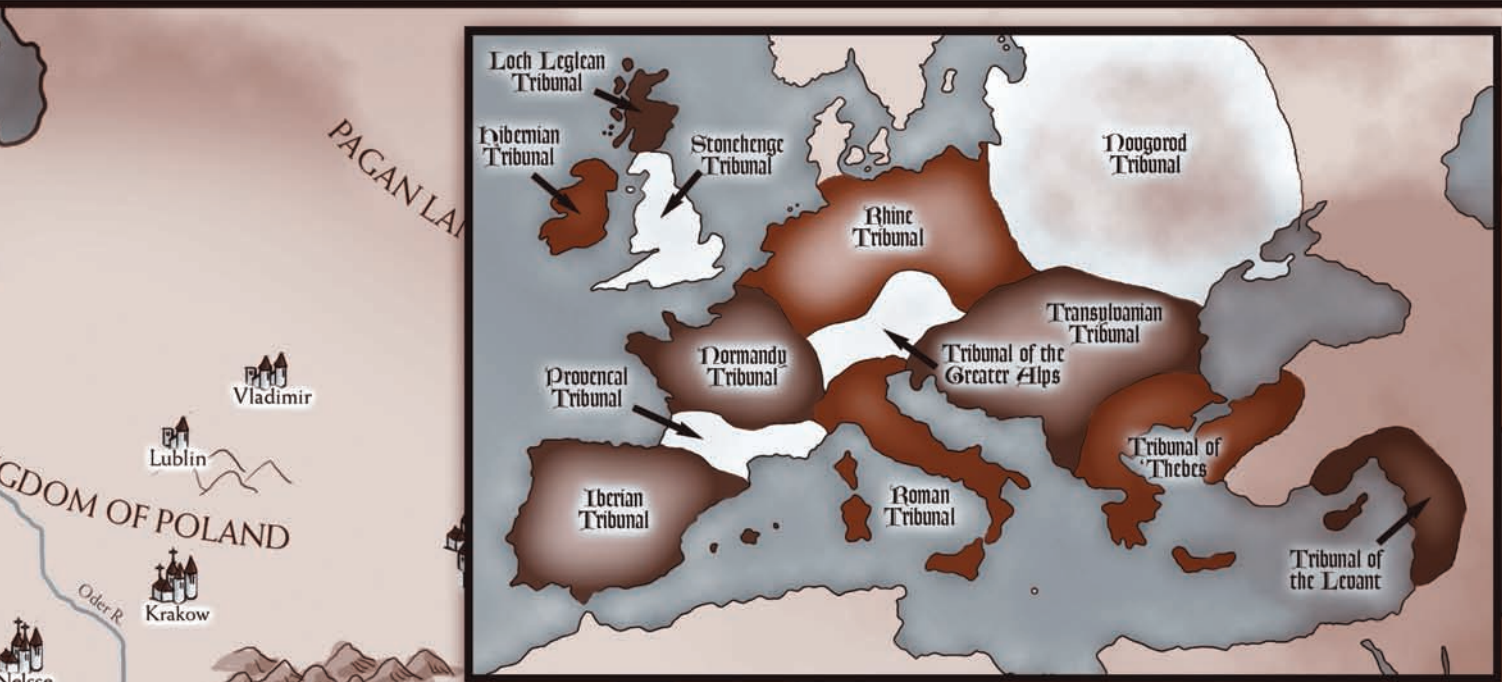 PAGAN LA
Vladimir
Lublin
GDOM OF POLAND
Oder R.
Krakow
Loch Leglean
Tribunal
Hibernian
Tribunal
Stonehenge
Tribunal
Novgorod
Tribunal
Rhine
Tribunal
Transylvanian
Tribunal
Normandy
Tribunal
Tribunal of the
Greater Alps
Provencal
Tribunal
Tribunal of
Thebes
Iberian
Tribunal
Roman
Tribunal
Tribunal of
the Levant